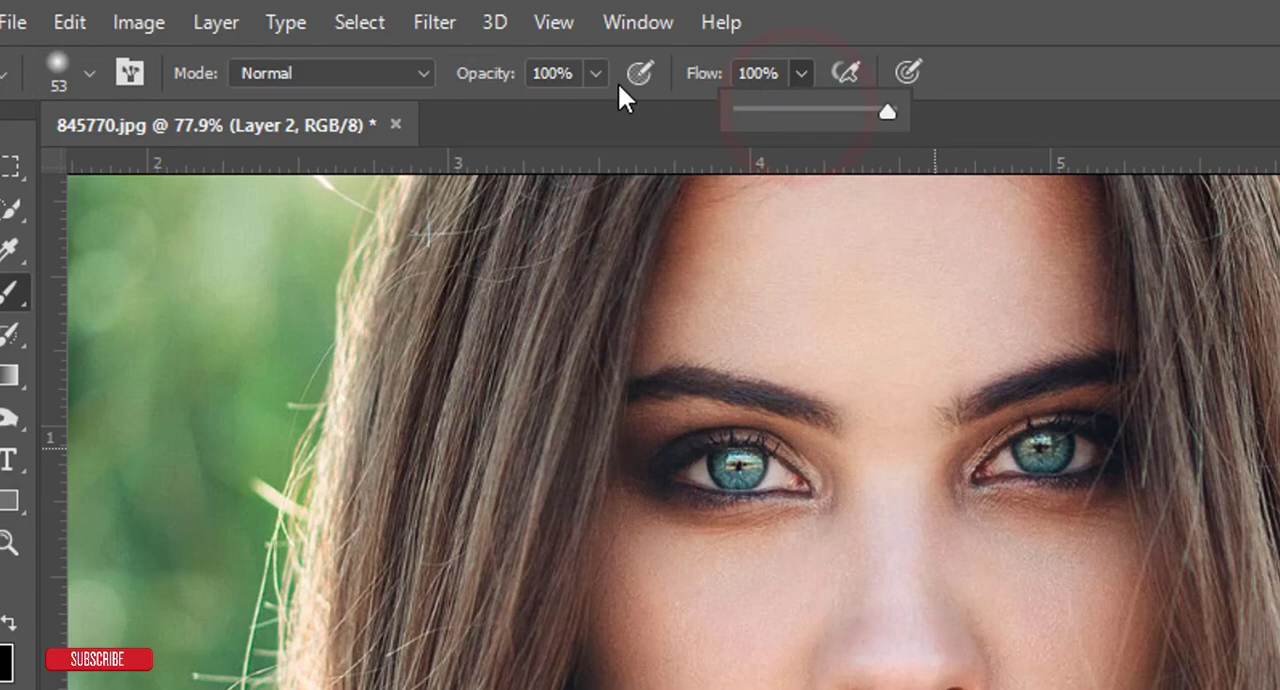 File Edit Image Layer Type Select Filter 3D View Window Help
53 Mode: Normal Opacity: 100% Flow: 100%
845770.jpg @ 77.9% (Layer 2, RGB/8) * ×
2 3 4 5
1
T
SUBSCRIBE